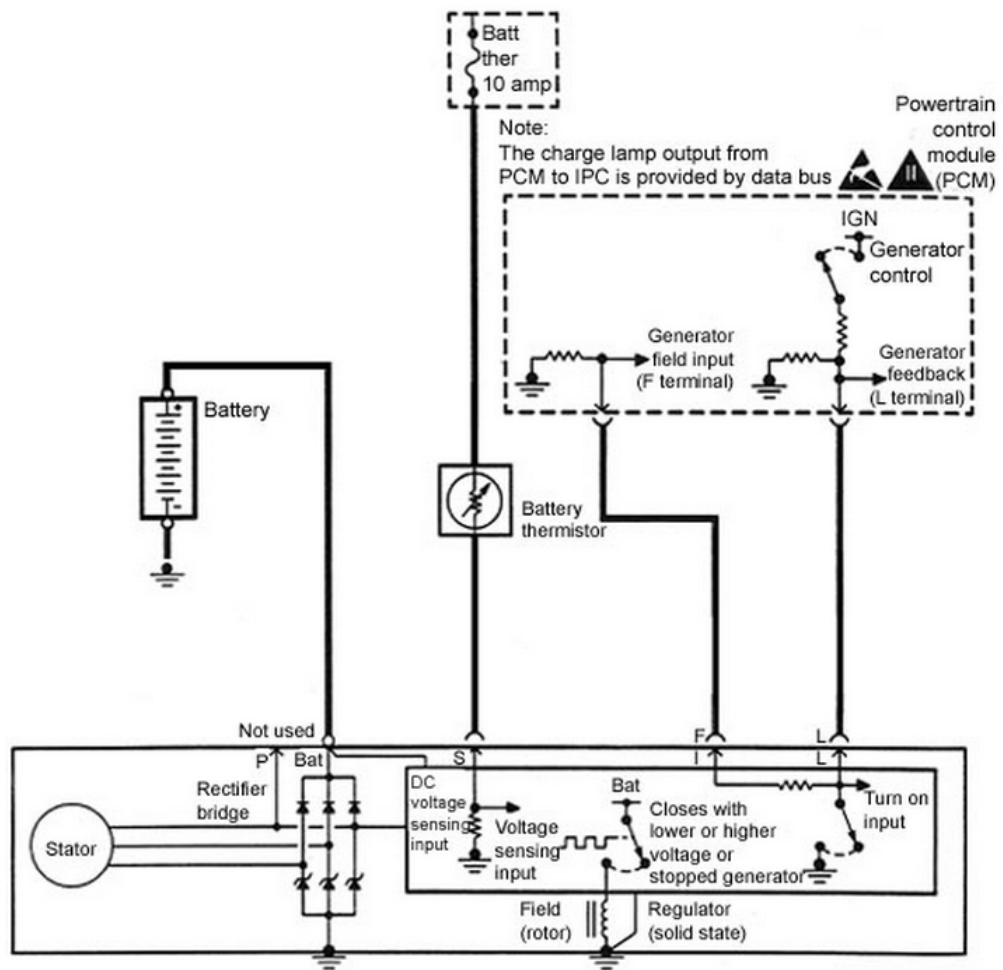 Batt
ther
10 amp
Powertrain
control
module
(PCM)
Note:
The charge lamp output from
PCM to IPC is provided by data bus
II
IGN
Generator
control
Generator
field input
(F terminal)
Generator
feedback
(L terminal)
+
Battery
-
Battery
thermistor
Not used
P
Bat
S
F
I
L
L
Rectifier
bridge
Stator
DC
voltage
sensing
input
Voltage
sensing
input
Bat
Closes with
lower or higher
voltage or
stopped generator
Turn on
input
Field
(rotor)
Regulator
(solid state)